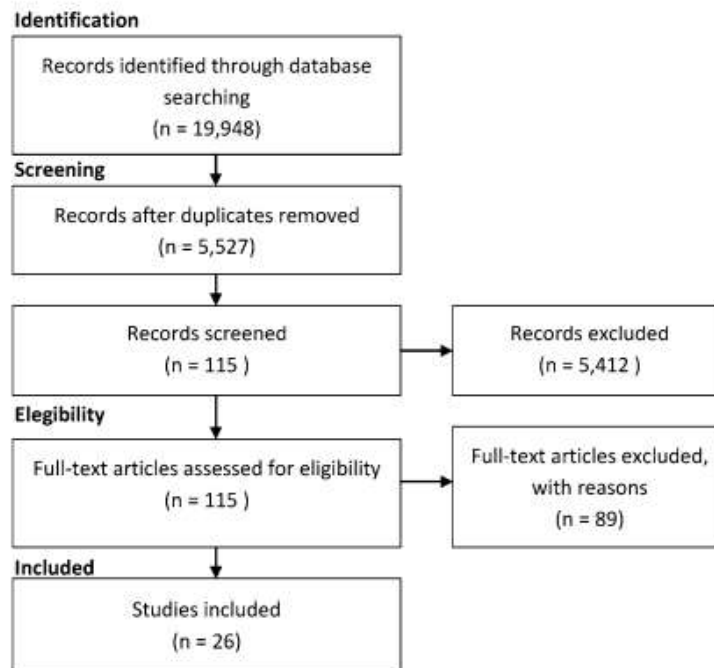 Identification
Records identified through database
searching
(n = 19,948)
Screening
Records after duplicates removed
(n = 5,527)
Records screened
(n = 115 )
Records excluded
(n = 5,412 )
Elegibility
Full-text articles assessed for eligibility
(n = 115 )
Full-text articles excluded,
with reasons
(n = 89)
Included
Studies included
(n = 26)